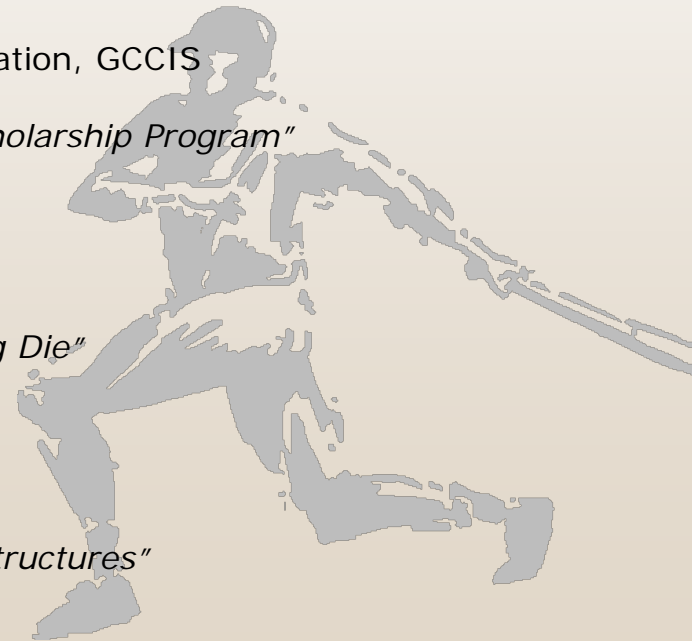 ation, GCCIS
holarship Program"
g Die"
tructures"